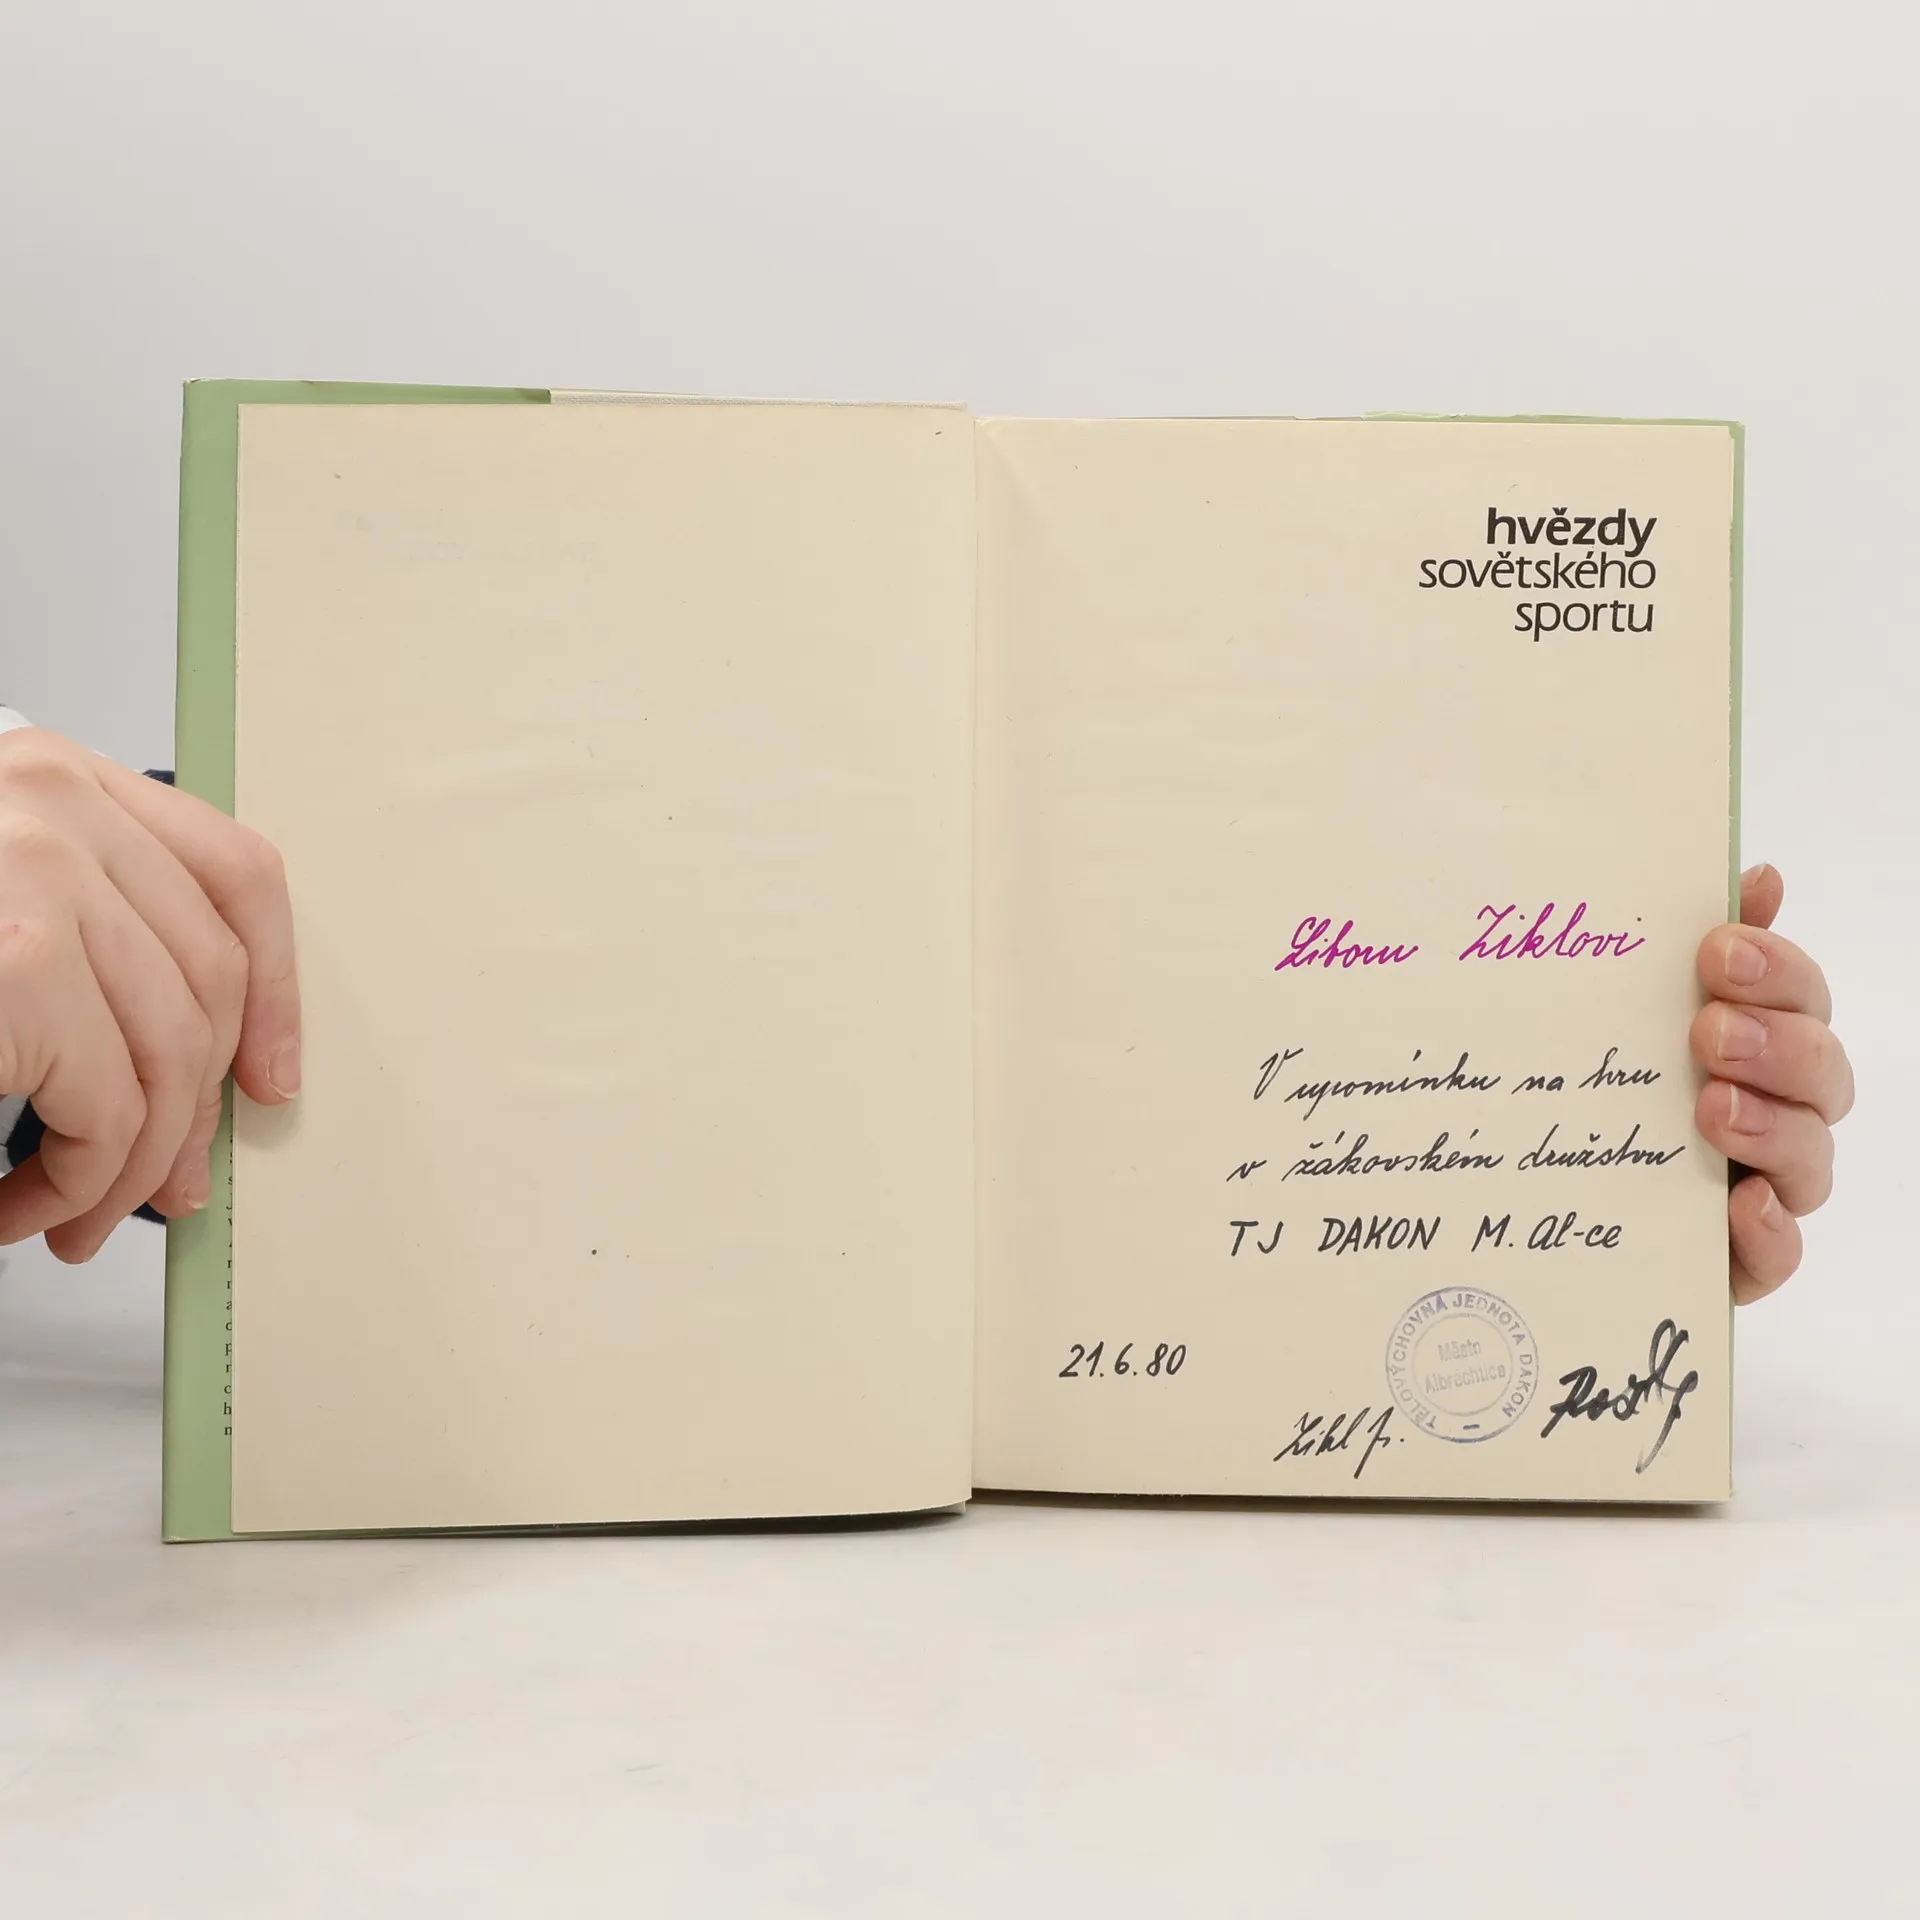 hvězdy
sovětského
sportu
Liboru Ziklovi
V upomínku na hru
v žákovském družstvu
TJ DAKON M. Al-ce
21.6.80
TĚLOVÝCHOVNÁ JEDNOTA DAKON
Město
Albrechtice
Zikl J.